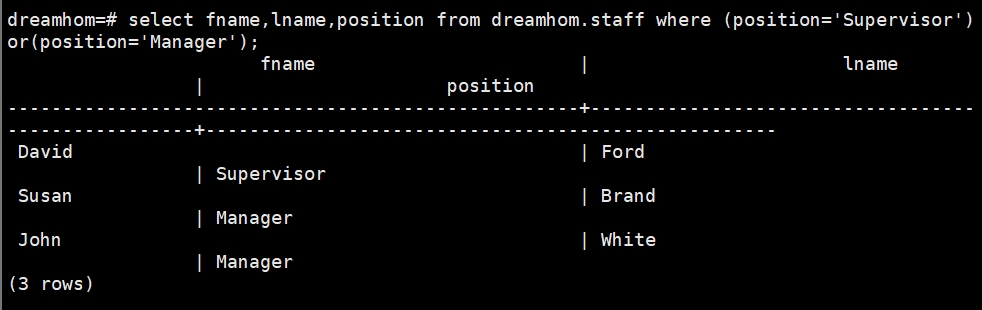 dreamhom=# select fname,lname,position from dreamhom.staff where (position='Supervisor')
or(position='Manager');
                       fname                        |                       lname
                 |                      position
----------------------------------------------------+-----------------------------------
-----------------+----------------------------------------------------
 David                                              | Ford
                 | Supervisor
 Susan                                              | Brand
                 | Manager
 John                                               | White
                 | Manager
(3 rows)